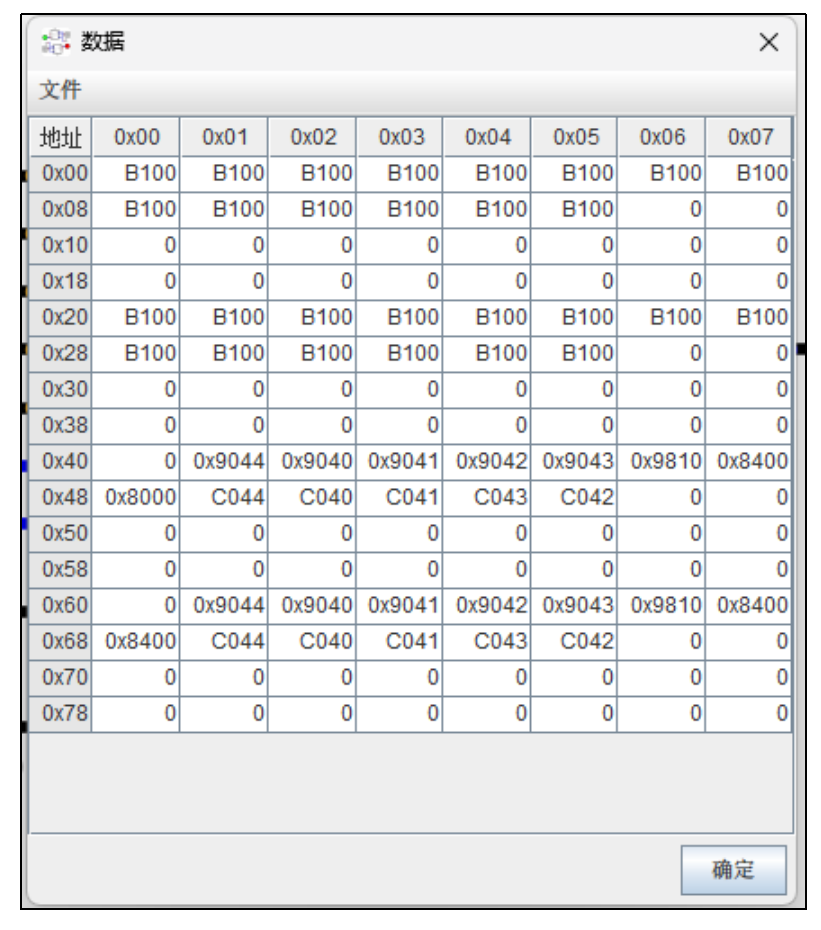 数据
文件
地址 0x00 0x01 0x02 0x03 0x04 0x05 0x06 0x07
0x00 B100 B100 B100 B100 B100 B100 B100 B100
0x08 B100 B100 B100 B100 B100 B100 0 0
0x10 0 0 0 0 0 0 0 0
0x18 0 0 0 0 0 0 0 0
0x20 B100 B100 B100 B100 B100 B100 B100 B100
0x28 B100 B100 B100 B100 B100 B100 0 0
0x30 0 0 0 0 0 0 0 0
0x38 0 0 0 0 0 0 0 0
0x40 0 0x9044 0x9040 0x9041 0x9042 0x9043 0x9810 0x8400
0x48 0x8000 C044 C040 C041 C043 C042 0 0
0x50 0 0 0 0 0 0 0 0
0x58 0 0 0 0 0 0 0 0
0x60 0 0x9044 0x9040 0x9041 0x9042 0x9043 0x9810 0x8400
0x68 0x8400 C044 C040 C041 C043 C042 0 0
0x70 0 0 0 0 0 0 0 0
0x78 0 0 0 0 0 0 0 0
确定